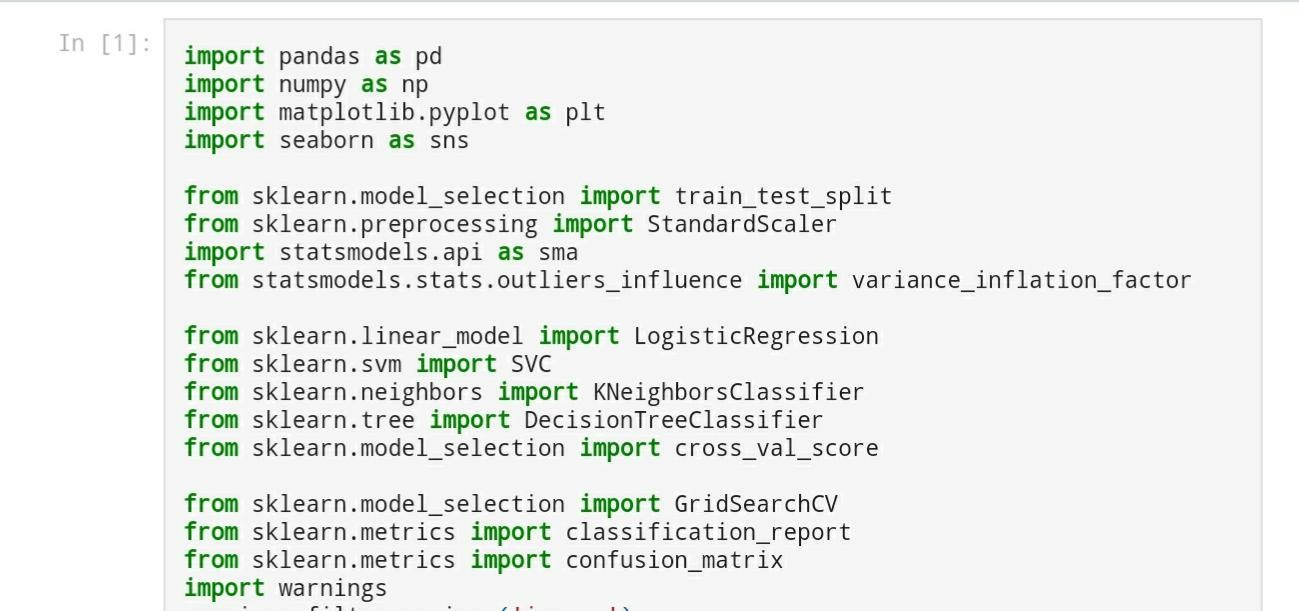 In [1]:
import pandas as pd
import numpy as np
import matplotlib.pyplot as plt
import seaborn as sns
from sklearn.model_selection import train_test_split
from sklearn.preprocessing import StandardScaler
import statsmodels.api as sma
from statsmodels.stats.outliers_influence import variance_inflation_factor
from sklearn.linear_model import LogisticRegression
from sklearn.svm import SVC
from sklearn.neighbors import KNeighborsClassifier
from sklearn.tree import DecisionTreeClassifier
from sklearn.model_selection import cross_val_score
from sklearn.model_selection import GridSearchCV
from sklearn.metrics import classification_report
from sklearn.metrics import confusion_matrix
import warnings